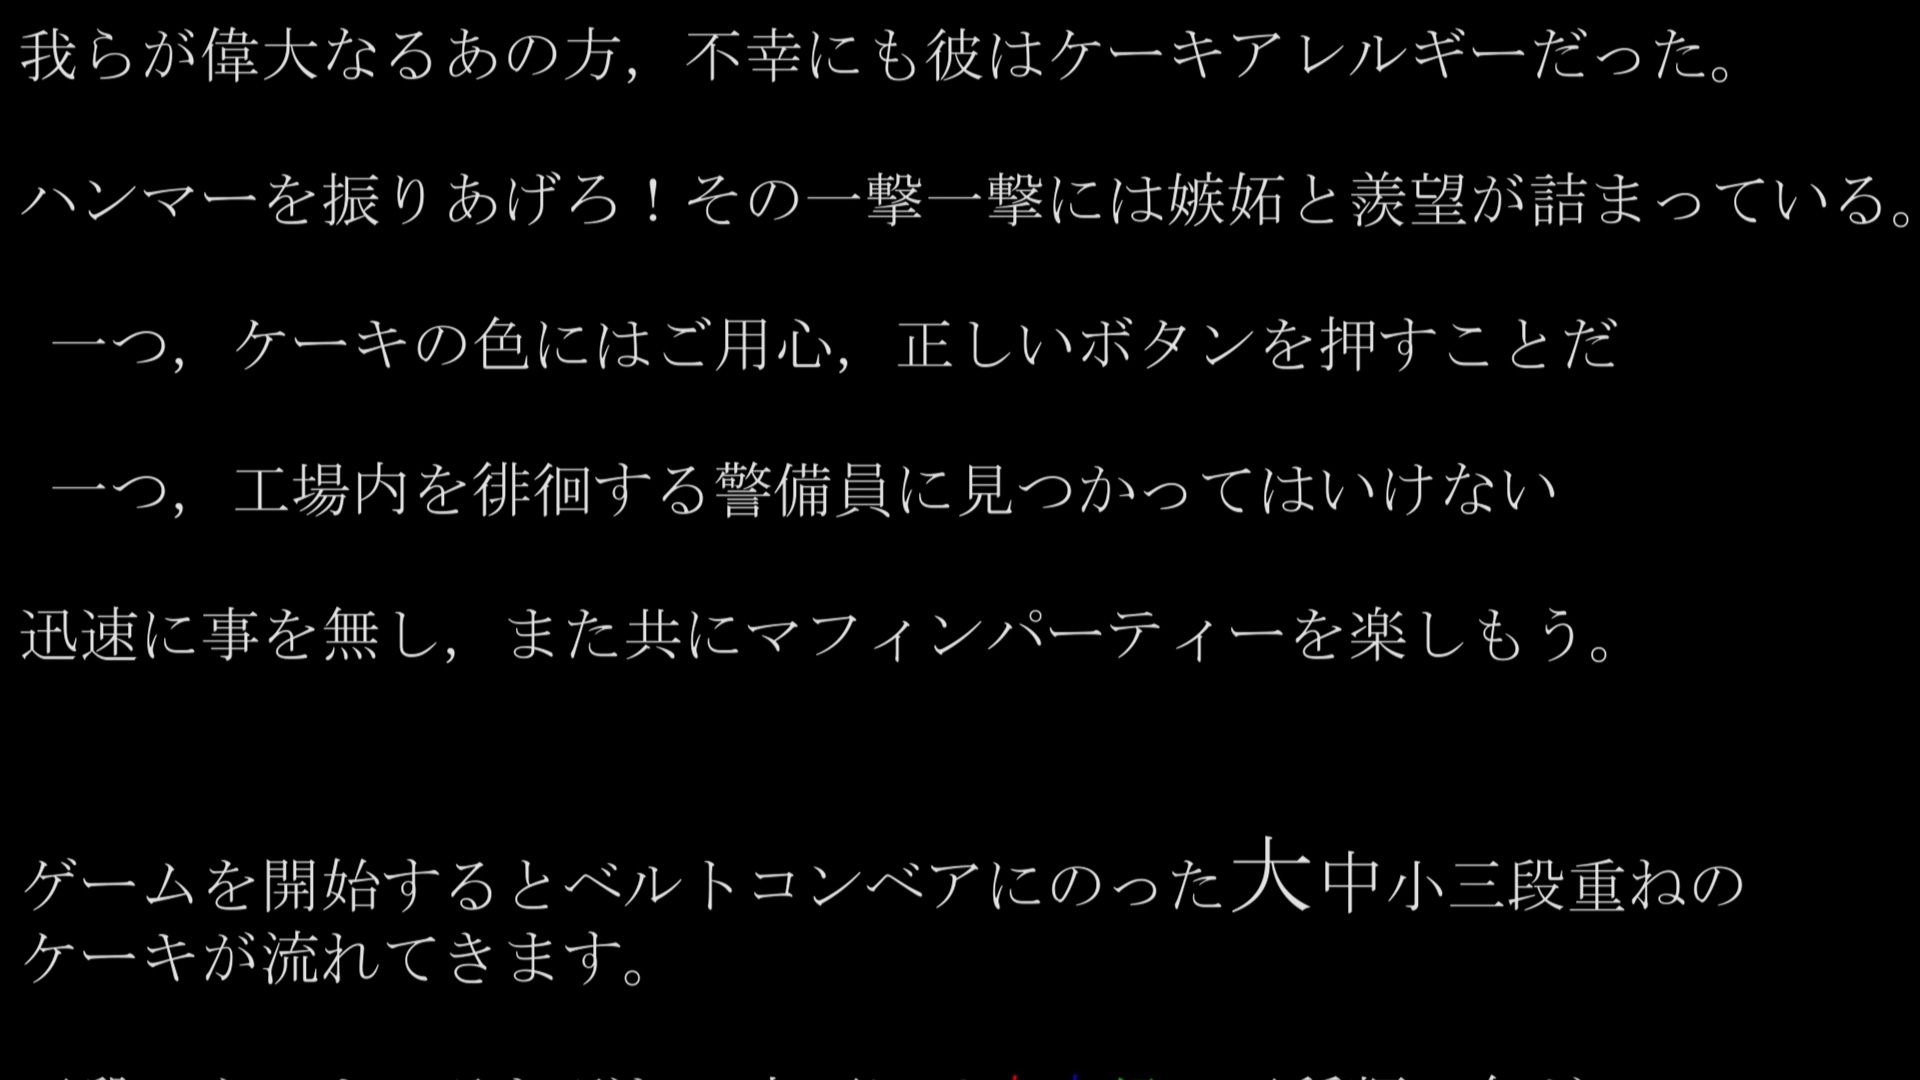 我らが偉大なるあの方，不幸にも彼はケーキアレルギーだった。
ハンマーを振りあげろ！その一撃一撃には嫉妬と羨望が詰まっている。
一つ，ケーキの色にはご用心，正しいボタンを押すことだ
一つ，工場内を徘徊する警備員に見つかってはいけない
迅速に事を無し，また共にマフィンパーティーを楽しもう。
ゲームを開始するとベルトコンベアにのった大中小三段重ねの
ケーキが流れてきます。